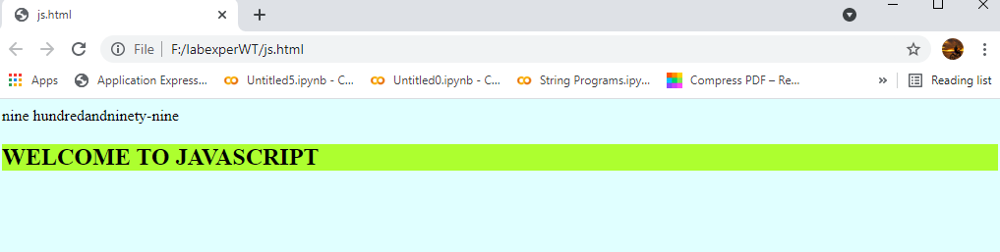 js.html
File | F:/labexperWT/js.html
Apps Application Express... Untitled5.ipynb - C... Untitled0.ipynb - C... String Programs.ipy... Compress PDF – Re... » Reading list
nine hundredandninety-nine
WELCOME TO JAVASCRIPT